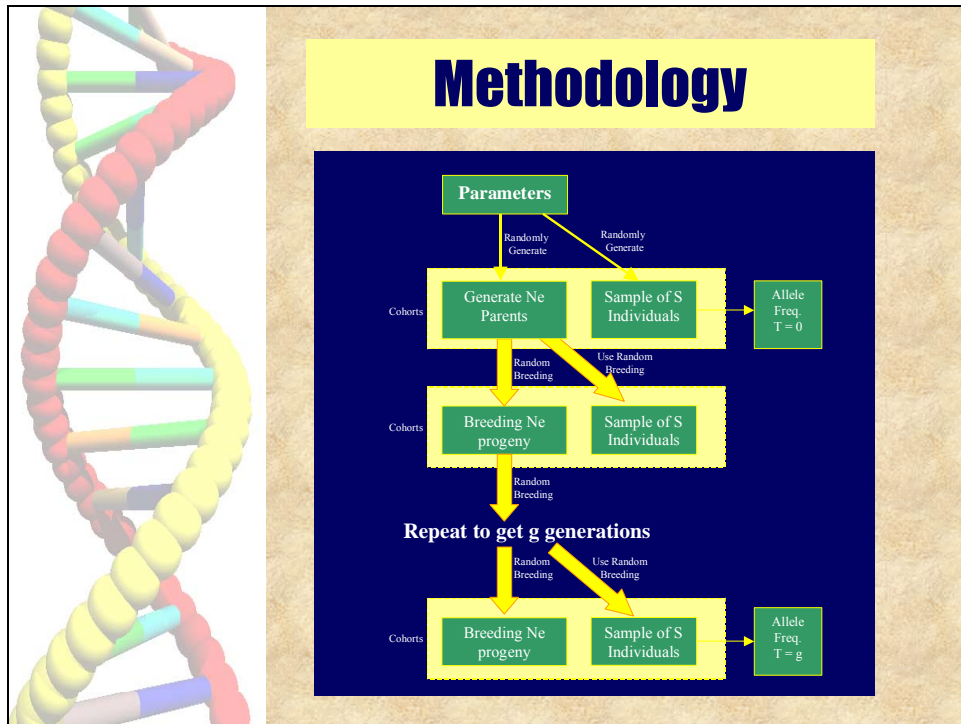 Methodology
Parameters
Randomly
Generate
Randomly
Generate
Cohorts
Generate Ne
Parents
Sample of S
Individuals
Allele
Freq.
T = 0
Random
Breeding
Use Random
Breeding
Cohorts
Breeding Ne
progeny
Sample of S
Individuals
Random
Breeding
Repeat to get g generations
Random
Breeding
Use Random
Breeding
Cohorts
Breeding Ne
progeny
Sample of S
Individuals
Allele
Freq.
T = g